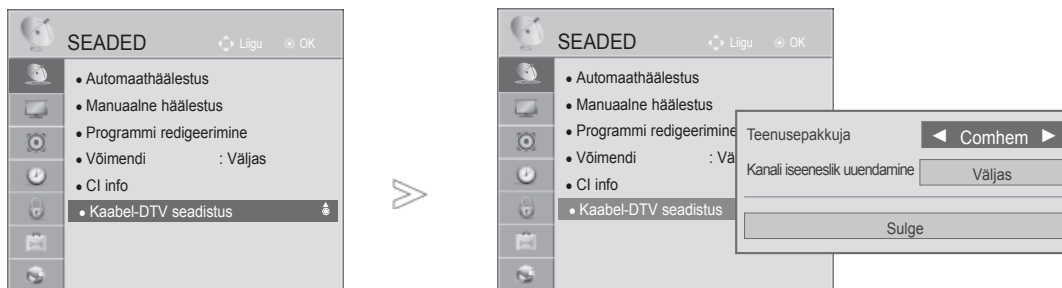 SEADED Liigu OK
• Automaathäälestus
• Manuaalne häälestus
• Programmi redigeerimine
• Võimendi : Väljas
• CI info
• Kaabel-DTV seadistus
SEADED Liigu OK
• Automaathäälestus
• Manuaalne häälestus
• Programmi redigeerimine
• Võimendi : Vä
• CI info
• Kaabel-DTV seadistus
Teenusepakkuja ◄ Comhem ►
Kanali iseeneslik uuendamine Väljas
Sulge